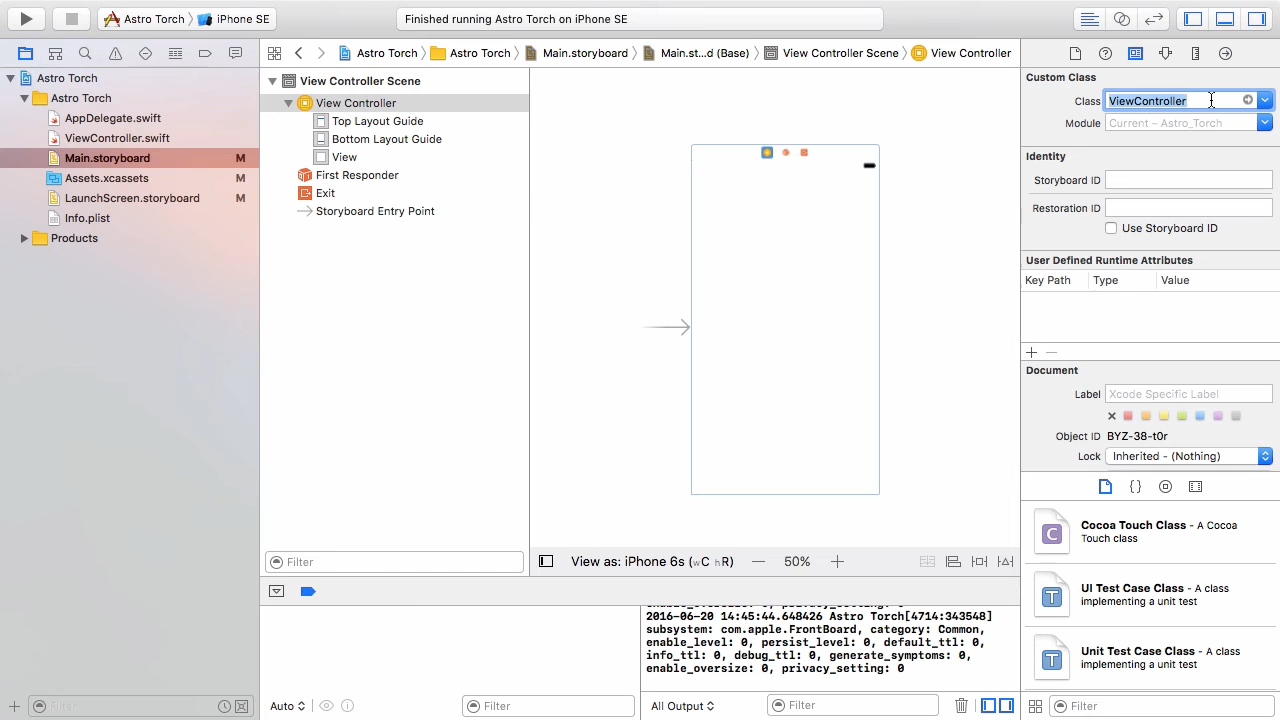 Astro Torch
iPhone SE
Finished running Astro Torch on iPhone SE
Astro Torch
Astro Torch
AppDelegate.swift
ViewController.swift
Main.storyboard M
Assets.xcassets M
LaunchScreen.storyboard M
Info.plist
Products
Filter
Astro Torch
Astro Torch
Main.storyboard
Main.st...d (Base)
View Controller Scene
View Controller
View Controller Scene
View Controller
Top Layout Guide
Bottom Layout Guide
View
First Responder
Exit
Storyboard Entry Point
Filter
View as: iPhone 6s (wC hR)
50%
Auto
Filter
2016-06-20 14:45:44.648426 Astro Torch[4714:343548]
subsystem: com.apple.FrontBoard, category: Common,
enable_level: 0, persist_level: 0, default_ttl: 0,
info_ttl: 0, debug_ttl: 0, generate_symptoms: 0,
enable_oversize: 0, privacy_setting: 0
All Output
Filter
Custom Class
Class ViewController
Module Current – Astro_Torch
Identity
Storyboard ID
Restoration ID
Use Storyboard ID
User Defined Runtime Attributes
Key Path Type Value
Document
Label Xcode Specific Label
Object ID BYZ-38-t0r
Lock Inherited - (Nothing)
C
Cocoa Touch Class - A Cocoa
Touch class
T
UI Test Case Class - A class
implementing a unit test
T
Unit Test Case Class - A class
implementing a unit test
Filter